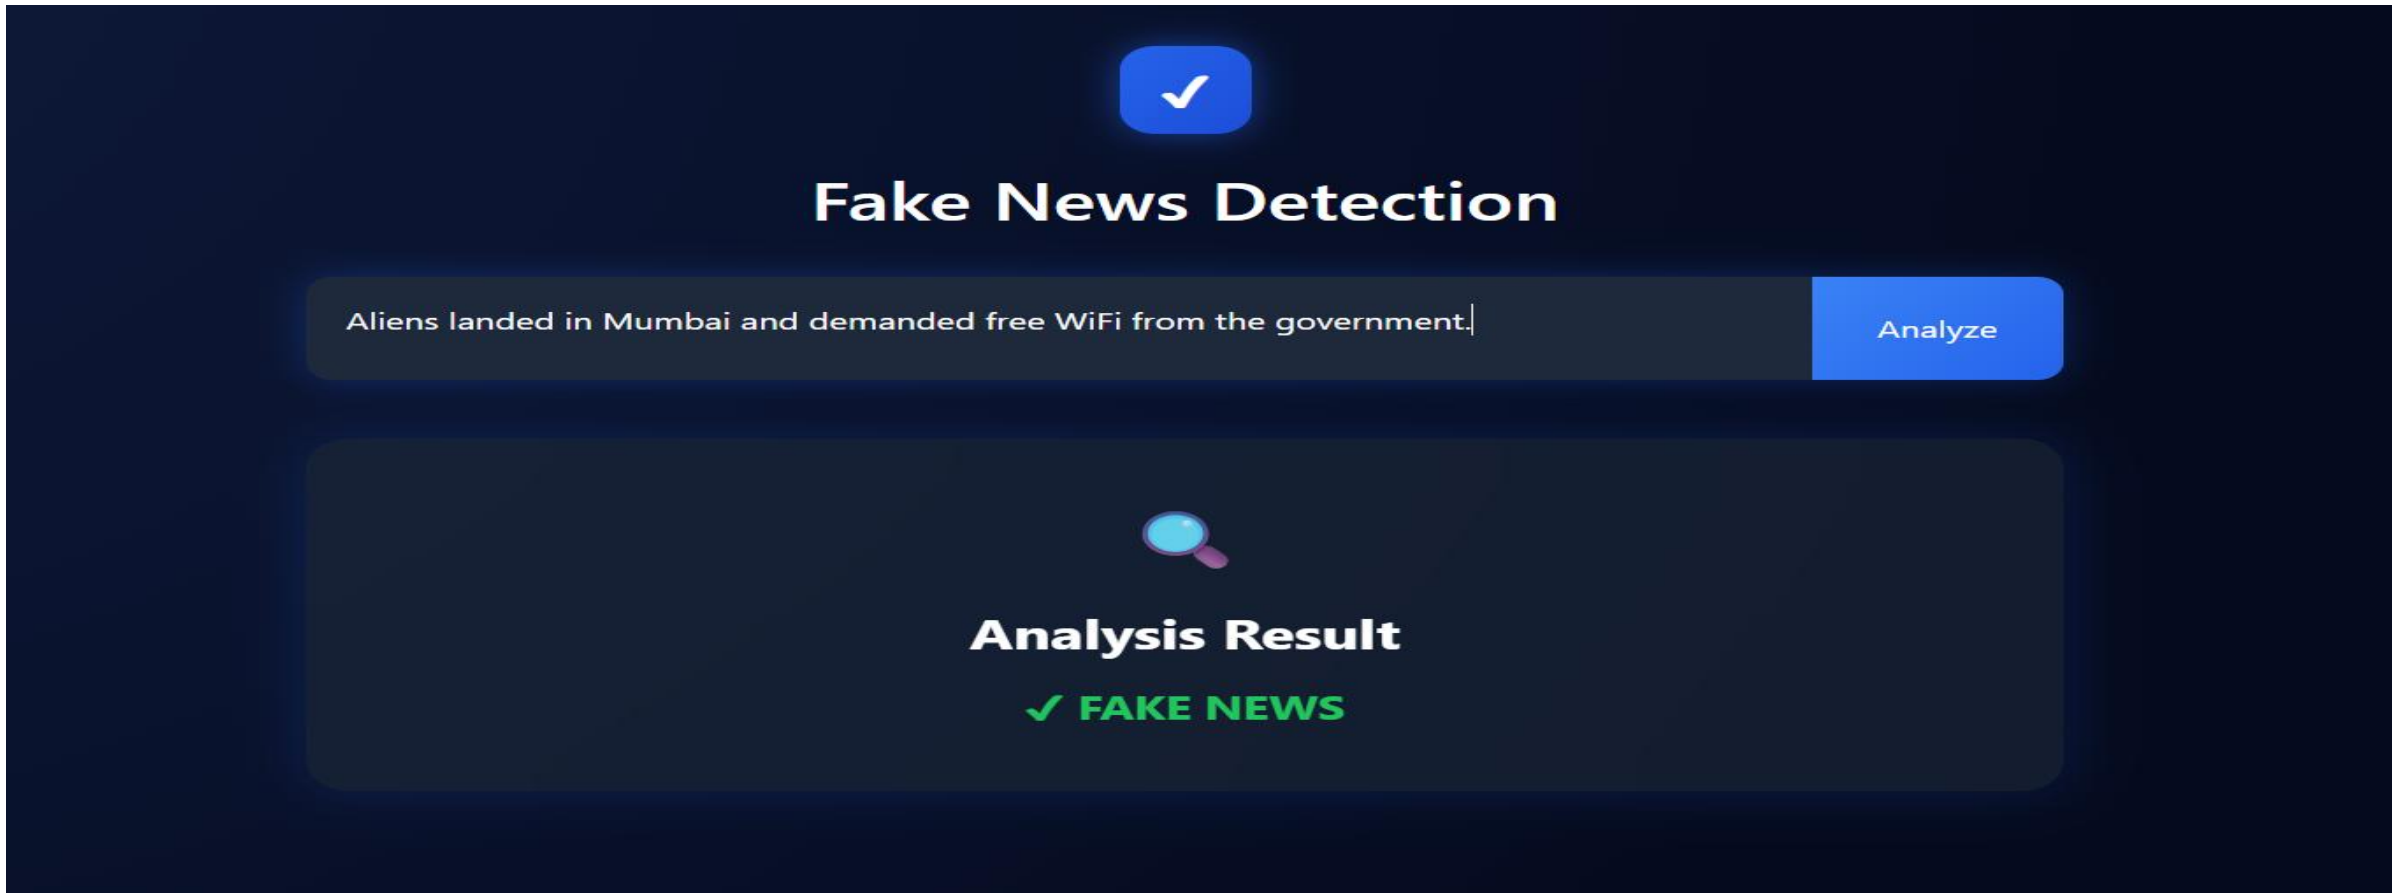 Fake News Detection
Aliens landed in Mumbai and demanded free WiFi from the government.
Analyze
Analysis Result
✓ FAKE NEWS